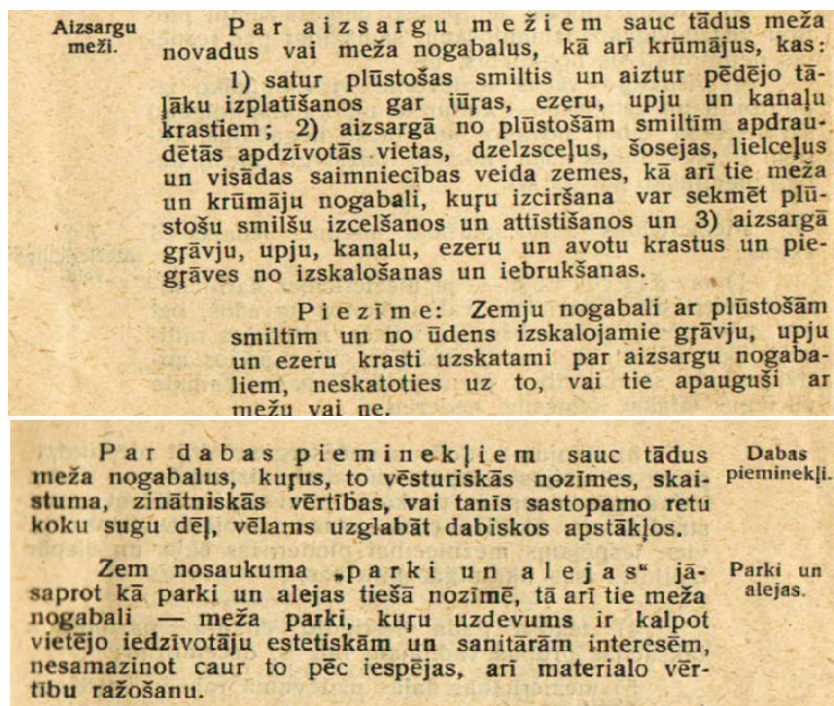 Aizsargu
meži.
Par aizsargu mežiem sauc tādus meža
novadus vai meža nogabalus, kā arī krūmājus, kas:
1) satur plūstošas smiltis un aiztur pēdējo tā-
ļāku izplatīšanos gar jūŗas, ezeru, upju un kanaļu
krastiem; 2) aizsargā no plūstošām smiltīm apdrau-
dētās apdzīvotās vietas, dzelzsceļus, šosejas, lielceļus
un visādas saimniecības veida zemes, kā arī tie meža
un krūmāju nogabali, kuŗu izciršana var sekmēt plū-
stošu smilšu izcelšanos un attīstišanos un 3) aizsargā
gŗāvju, upju, kanalu, ezeru un avotu krastus un pie-
gŗāves no izskalošanas un iebrukšanas.
Piezīme: Zemju nogabali ar plūstošām
smiltīm un no ūdens izskalojamie gŗāvju, upju
un ezeru krasti uzskatami par aizsargu nogaba-
liem, neskatoties uz to, vai tie apauguši ar
mežu vai ne.
Par dabas pieminekļiem sauc tādus
meža nogabalus, kuŗus, to vēsturiskās nozīmes, skai-
stuma, zinātniskās vērtības, vai tanīs sastopamo retu
koku sugu dēļ, vēlams uzglabāt dabiskos apstākļos.
Dabas
pieminekļi.
Zem nosaukuma „parki un alejas“ jā-
saprot kā parki un alejas tiešā nozīmē, tā arī tie meža
nogabali — meža parki, kuŗu uzdevums ir kalpot
vietējo iedzīvotāju estetiskām un sanitārām interesēm,
nesamazinot caur to pēc iespējas, arī materialo vēr-
tību ražošanu.
Parki un
alejas.